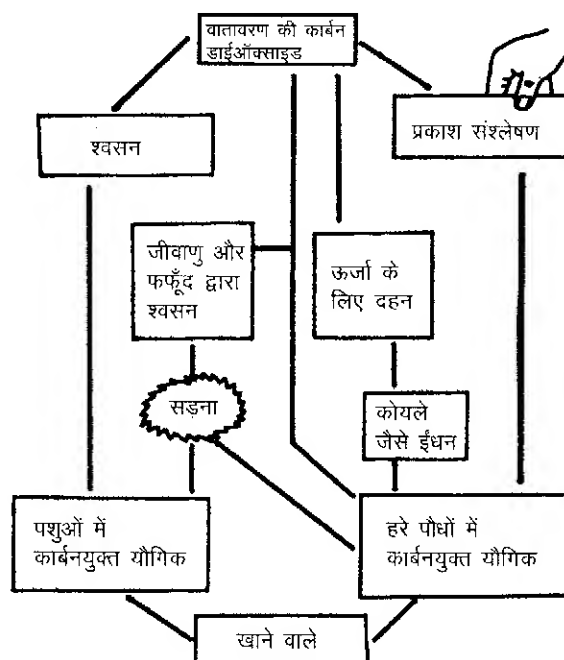 वातावरण की कार्बन
डाईऑक्साइड
श्वसन
प्रकाश संश्लेषण
जीवाणु और
फफूँद द्वारा
श्वसन
ऊर्जा के
लिए दहन
सड़ना
कोयले
जैसे ईंधन
पशुओं में
कार्बनयुक्त यौगिक
हरे पौधों में
कार्बनयुक्त यौगिक
खाने वाले